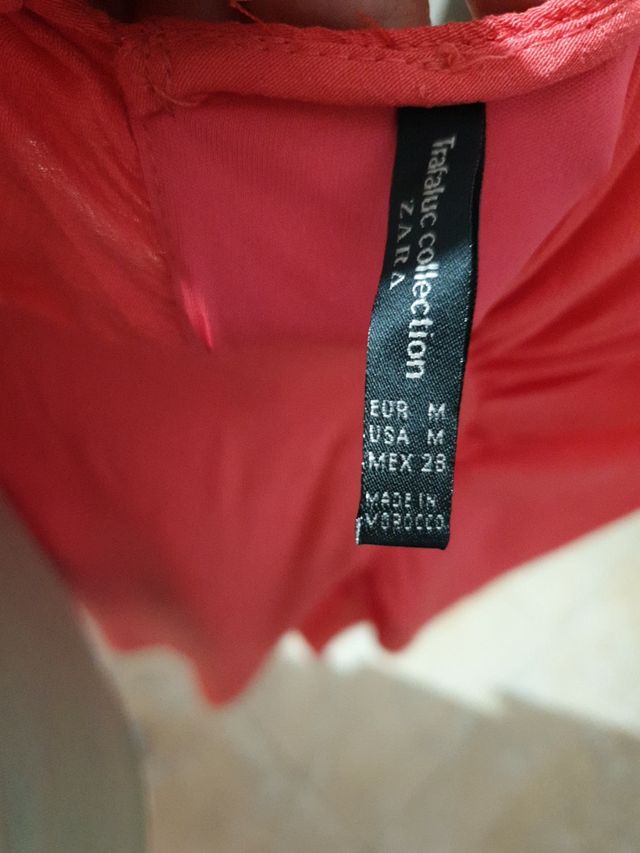 Trafaluc collection
ZARA
EUR M
USA M
MEX 28
MADE IN
MOROCCO